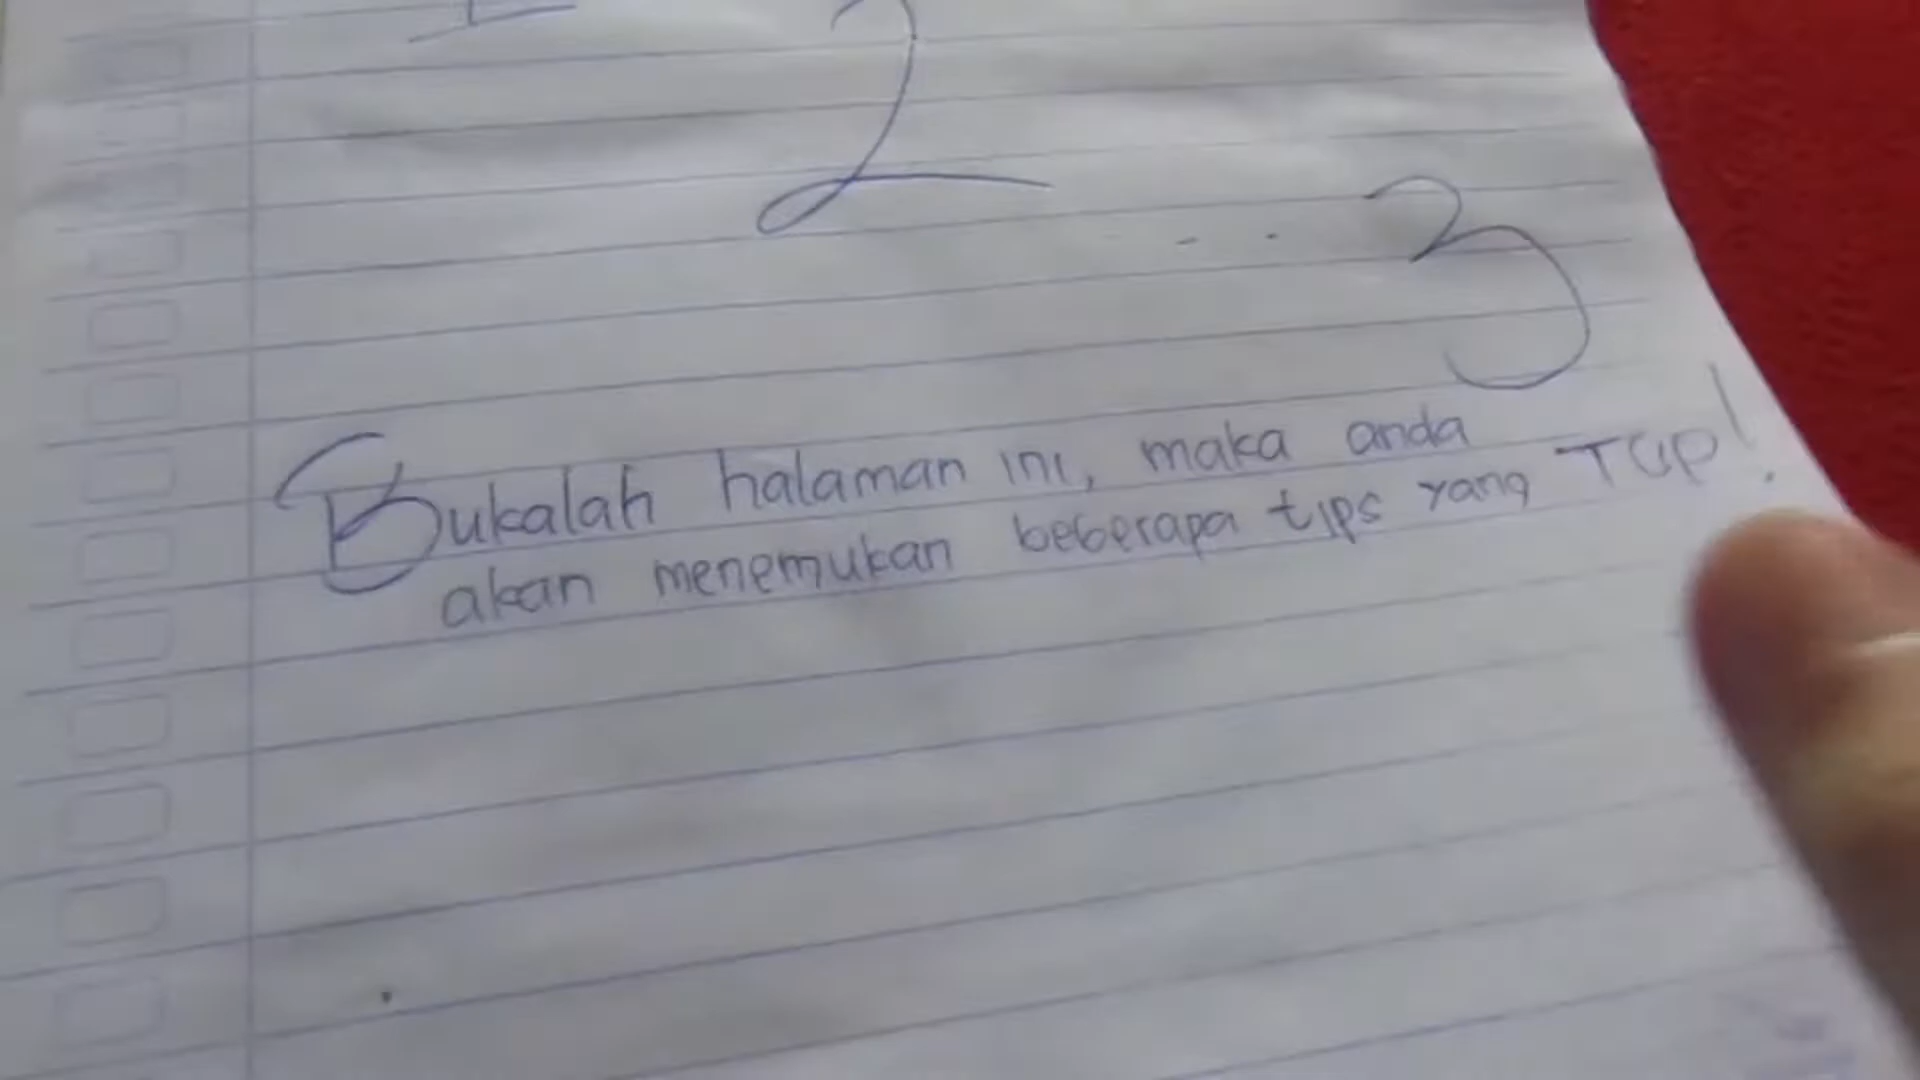 2
.. 3
Bukalah halaman ini, maka anda
akan menemukan beberapa tips yang TOP!